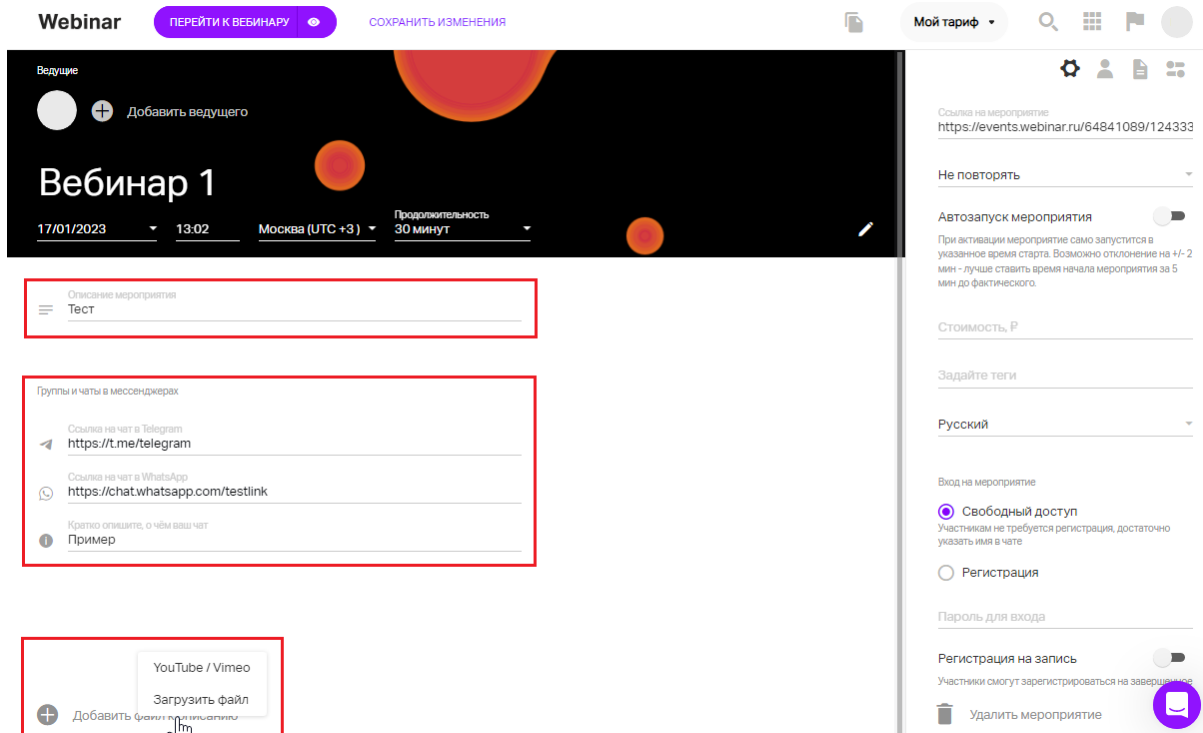 Webinar
ПЕРЕЙТИ К ВЕБИНАРУ
СОХРАНИТЬ ИЗМЕНЕНИЯ
Мой тариф
Ведущие
Добавить ведущего
Вебинар 1
Продолжительность
17/01/2023
13:02
Москва (UTC +3 )
30 минут
Описание мероприятия
Тест
Группы и чаты в мессенджерах
Ссылка на чат в Telegram
https://t.me/telegram
Ссылка на чат в WhatsApp
https://chat.whatsapp.com/testlink
Кратко опишите, о чём ваш чат
Пример
YouTube / Vimeo
Загрузить файл
Добавить файл к описанию
Ссылка на мероприятие
https://events.webinar.ru/64841089/124333
Не повторять
Автозапуск мероприятия
При активации мероприятие само запустится в
указанное время старта. Возможно отклонение на +/- 2
мин - лучше ставить время начала мероприятия за 5
мин до фактического.
Стоимость, ₽
Задайте теги
Русский
Вход на мероприятие
Свободный доступ
Участникам не требуется регистрация, достаточно
указать имя в чате
Регистрация
Пароль для входа
Регистрация на запись
Участники смогут зарегистрироваться на завершенное
Удалить мероприятие